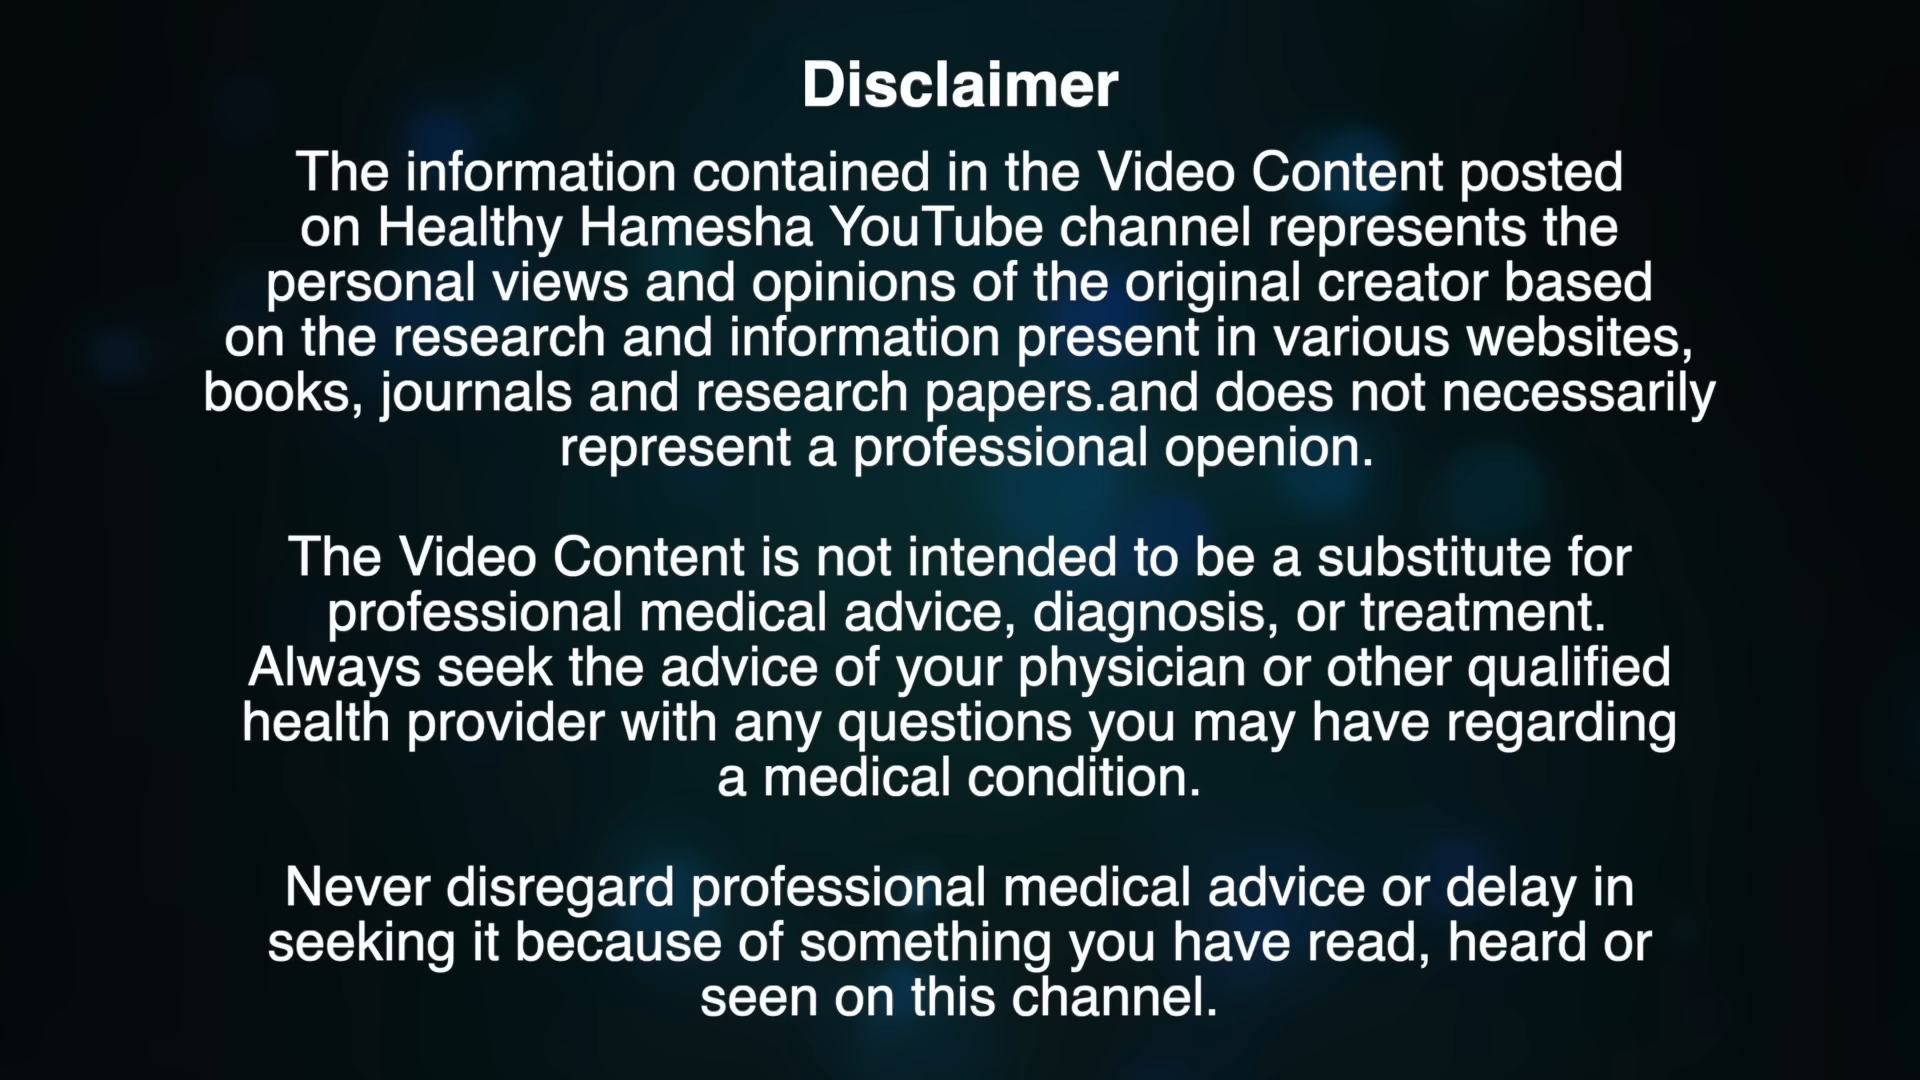 Disclaimer
The information contained in the Video Content posted
on Healthy Hamesha YouTube channel represents the
personal views and opinions of the original creator based
on the research and information present in various websites,
books, journals and research papers.and does not necessarily
represent a professional openion.
The Video Content is not intended to be a substitute for
professional medical advice, diagnosis, or treatment.
Always seek the advice of your physician or other qualified
health provider with any questions you may have regarding
a medical condition.
Never disregard professional medical advice or delay in
seeking it because of something you have read, heard or
seen on this channel.